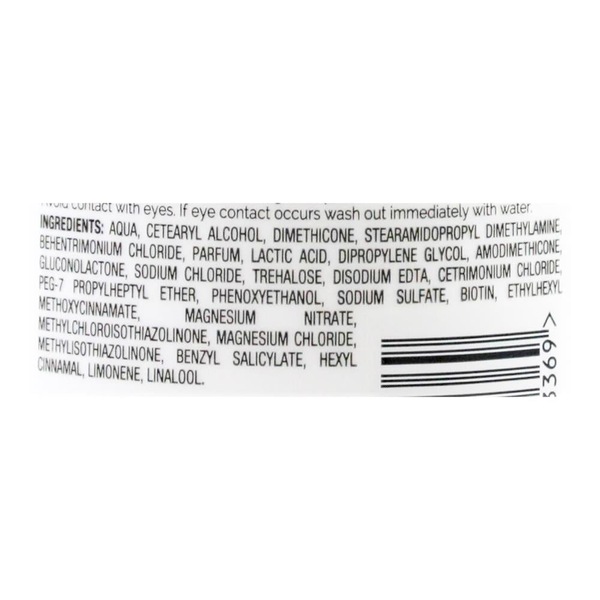 Avoid contact with eyes. If eye contact occurs wash out immediately with water.
INGREDIENTS: AQUA, CETEARYL ALCOHOL, DIMETHICONE, STEARAMIDOPROPYL DIMETHYLAMINE,
BEHENTRIMONIUM CHLORIDE, PARFUM, LACTIC ACID, DIPROPYLENE GLYCOL, AMODIMETHICONE,
GLUCONOLACTONE, SODIUM CHLORIDE, TREHALOSE, DISODIUM EDTA, CETRIMONIUM CHLORIDE,
PEG-7 PROPYLHEPTYL ETHER, PHENOXYETHANOL, SODIUM SULFATE, BIOTIN, ETHYLHEXYL
METHOXYCINNAMATE, MAGNESIUM NITRATE,
METHYLCHLOROISOTHIAZOLINONE, MAGNESIUM CHLORIDE,
METHYLISOTHIAZOLINONE, BENZYL SALICYLATE, HEXYL
CINNAMAL, LIMONENE, LINALOOL.
3369>